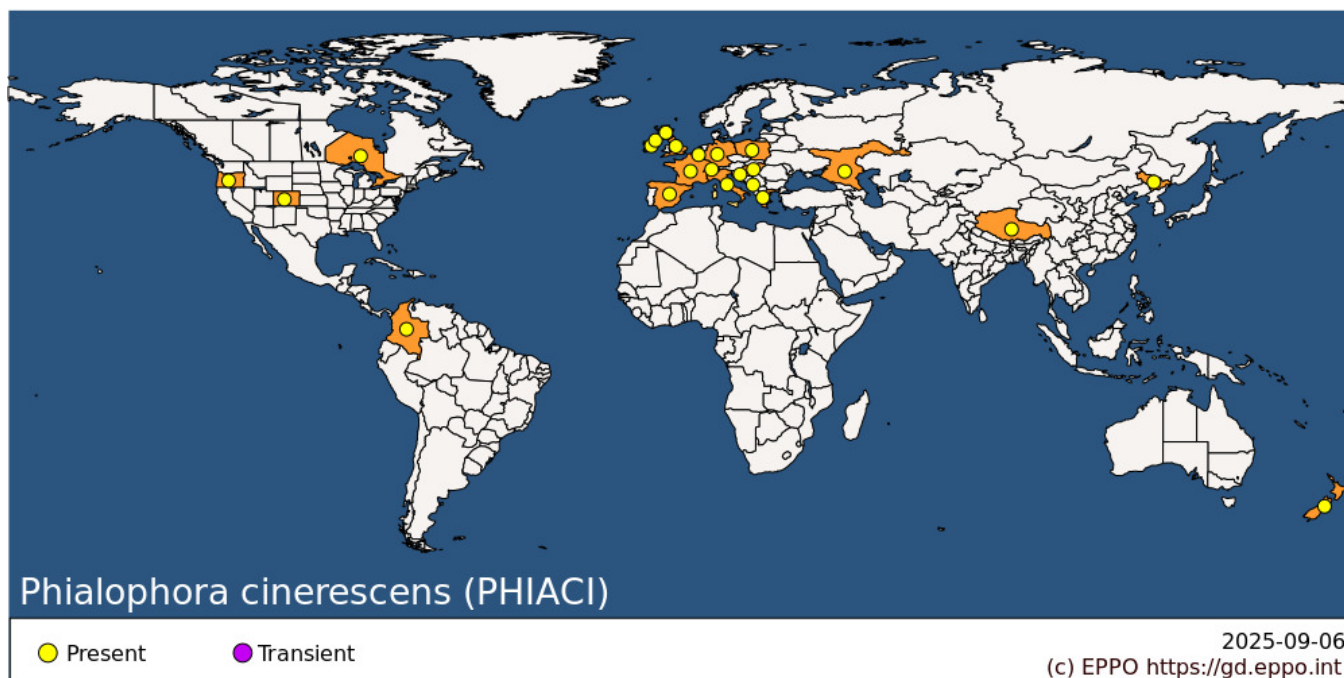 Phialophora cinerescens (PHIACI)
Present
Transient
2025-09-06
(c) EPPO https://gd.eppo.int